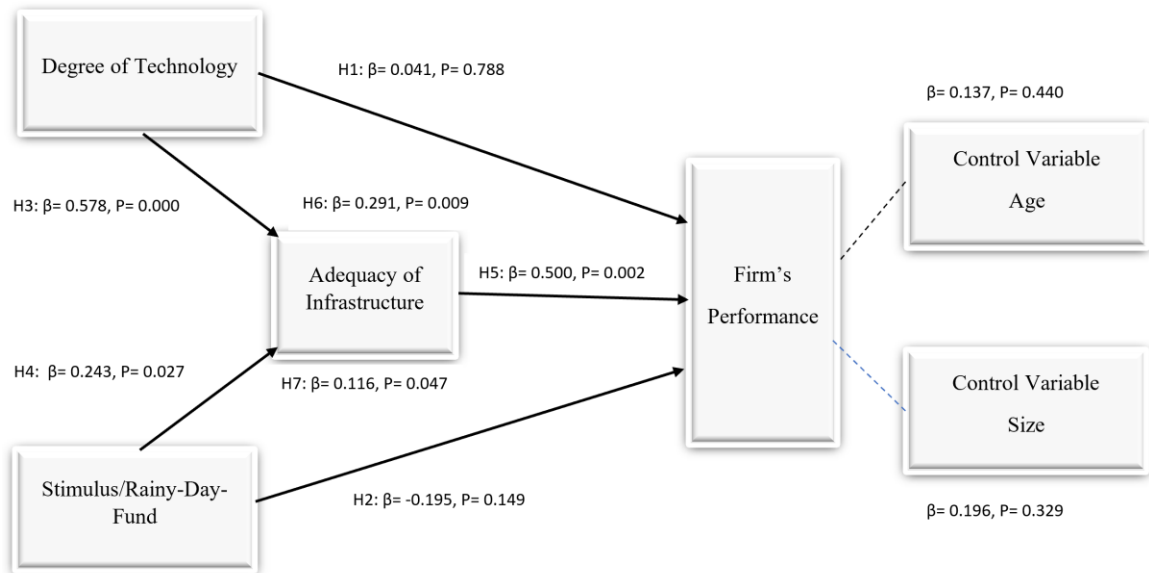 Degree of Technology
H1: β= 0.041, P= 0.788
β= 0.137, P= 0.440
Control Variable
Age
H3: β= 0.578, P= 0.000
H6: β= 0.291, P= 0.009
Adequacy of
Infrastructure
H5: β= 0.500, P= 0.002
Firm’s
Performance
H4:  β= 0.243, P= 0.027
H7: β= 0.116, P= 0.047
Control Variable
Size
Stimulus/Rainy-Day-
Fund
H2: β= -0.195, P= 0.149
β= 0.196, P= 0.329